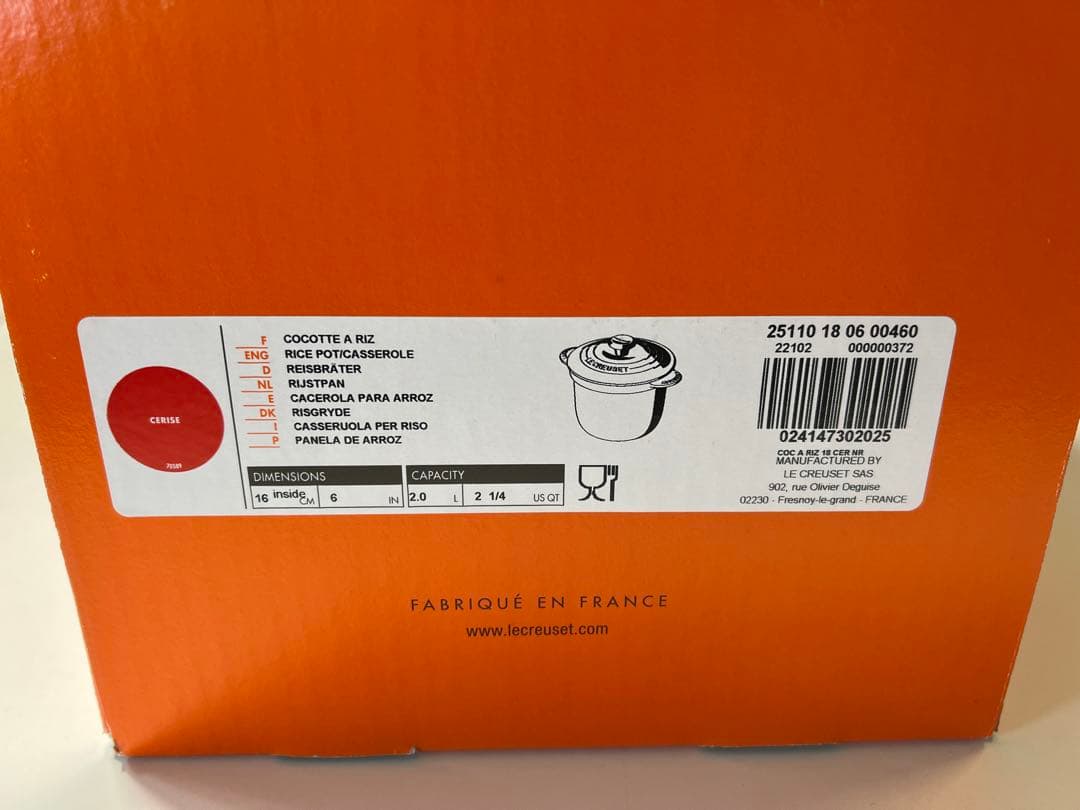 CERISE
70589
F COCOTTE A RIZ
ENG RICE POT/CASSEROLE
D REISBRÄTER
NL RIJSTPAN
E CACEROLA PARA ARROZ
DK RISGRYDE
I CASSERUOLA PER RISO
P PANELA DE ARROZ
DIMENSIONS CAPACITY
16 inside CM 6 IN 2.0 L 2 1/4 US QT
LE CREUSET
25110 18 06 00460
22102 000000372
024147302025
COC A RIZ 18 CER NR
MANUFACTURED BY
LE CREUSET SAS
902, rue Olivier Deguise
02230 - Fresnoy-le-grand - FRANCE
FABRIQUÉ EN FRANCE
www.lecreuset.com